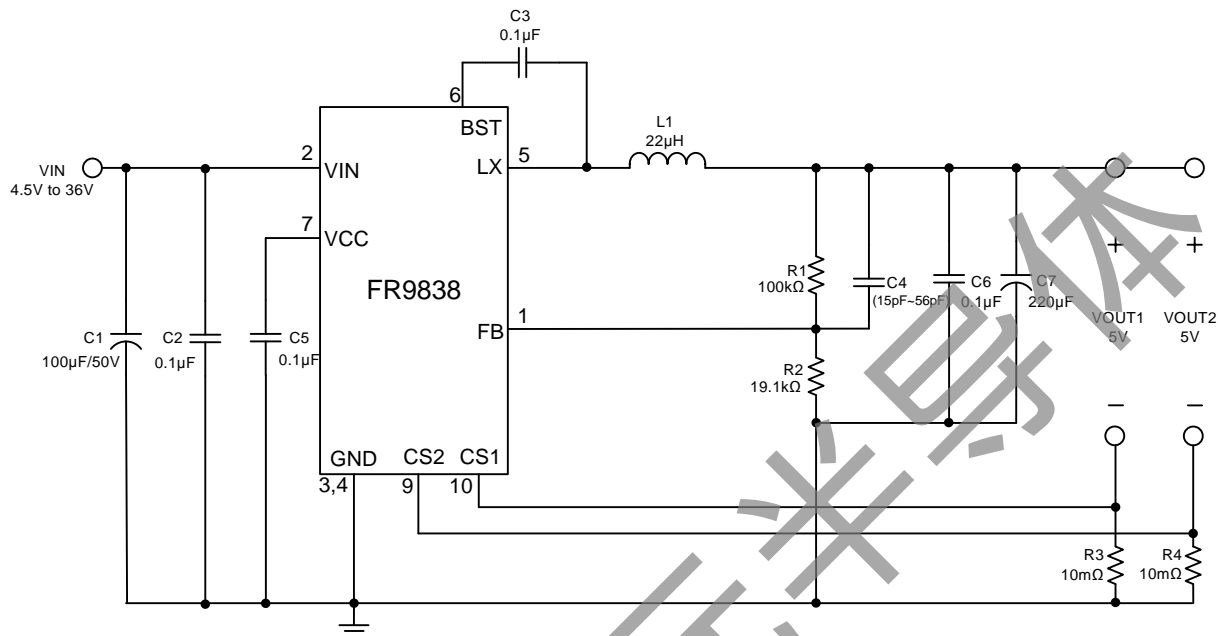 C3
0.1µF
6
BST
L1
22µH
VIN
4.5V to 36V
2
VIN
LX
5
7
VCC
FR9838
R1
100kΩ
C4
(15pF~56pF)
C6
0.1µF
C7
220µF
+
+
VOUT1
5V
VOUT2
5V
1
FB
C1
100µF/50V
C2
0.1µF
C5
0.1µF
R2
19.1kΩ
−
−
GND
CS2
CS1
3,4
9
10
R3
10mΩ
R4
10mΩ
半导体